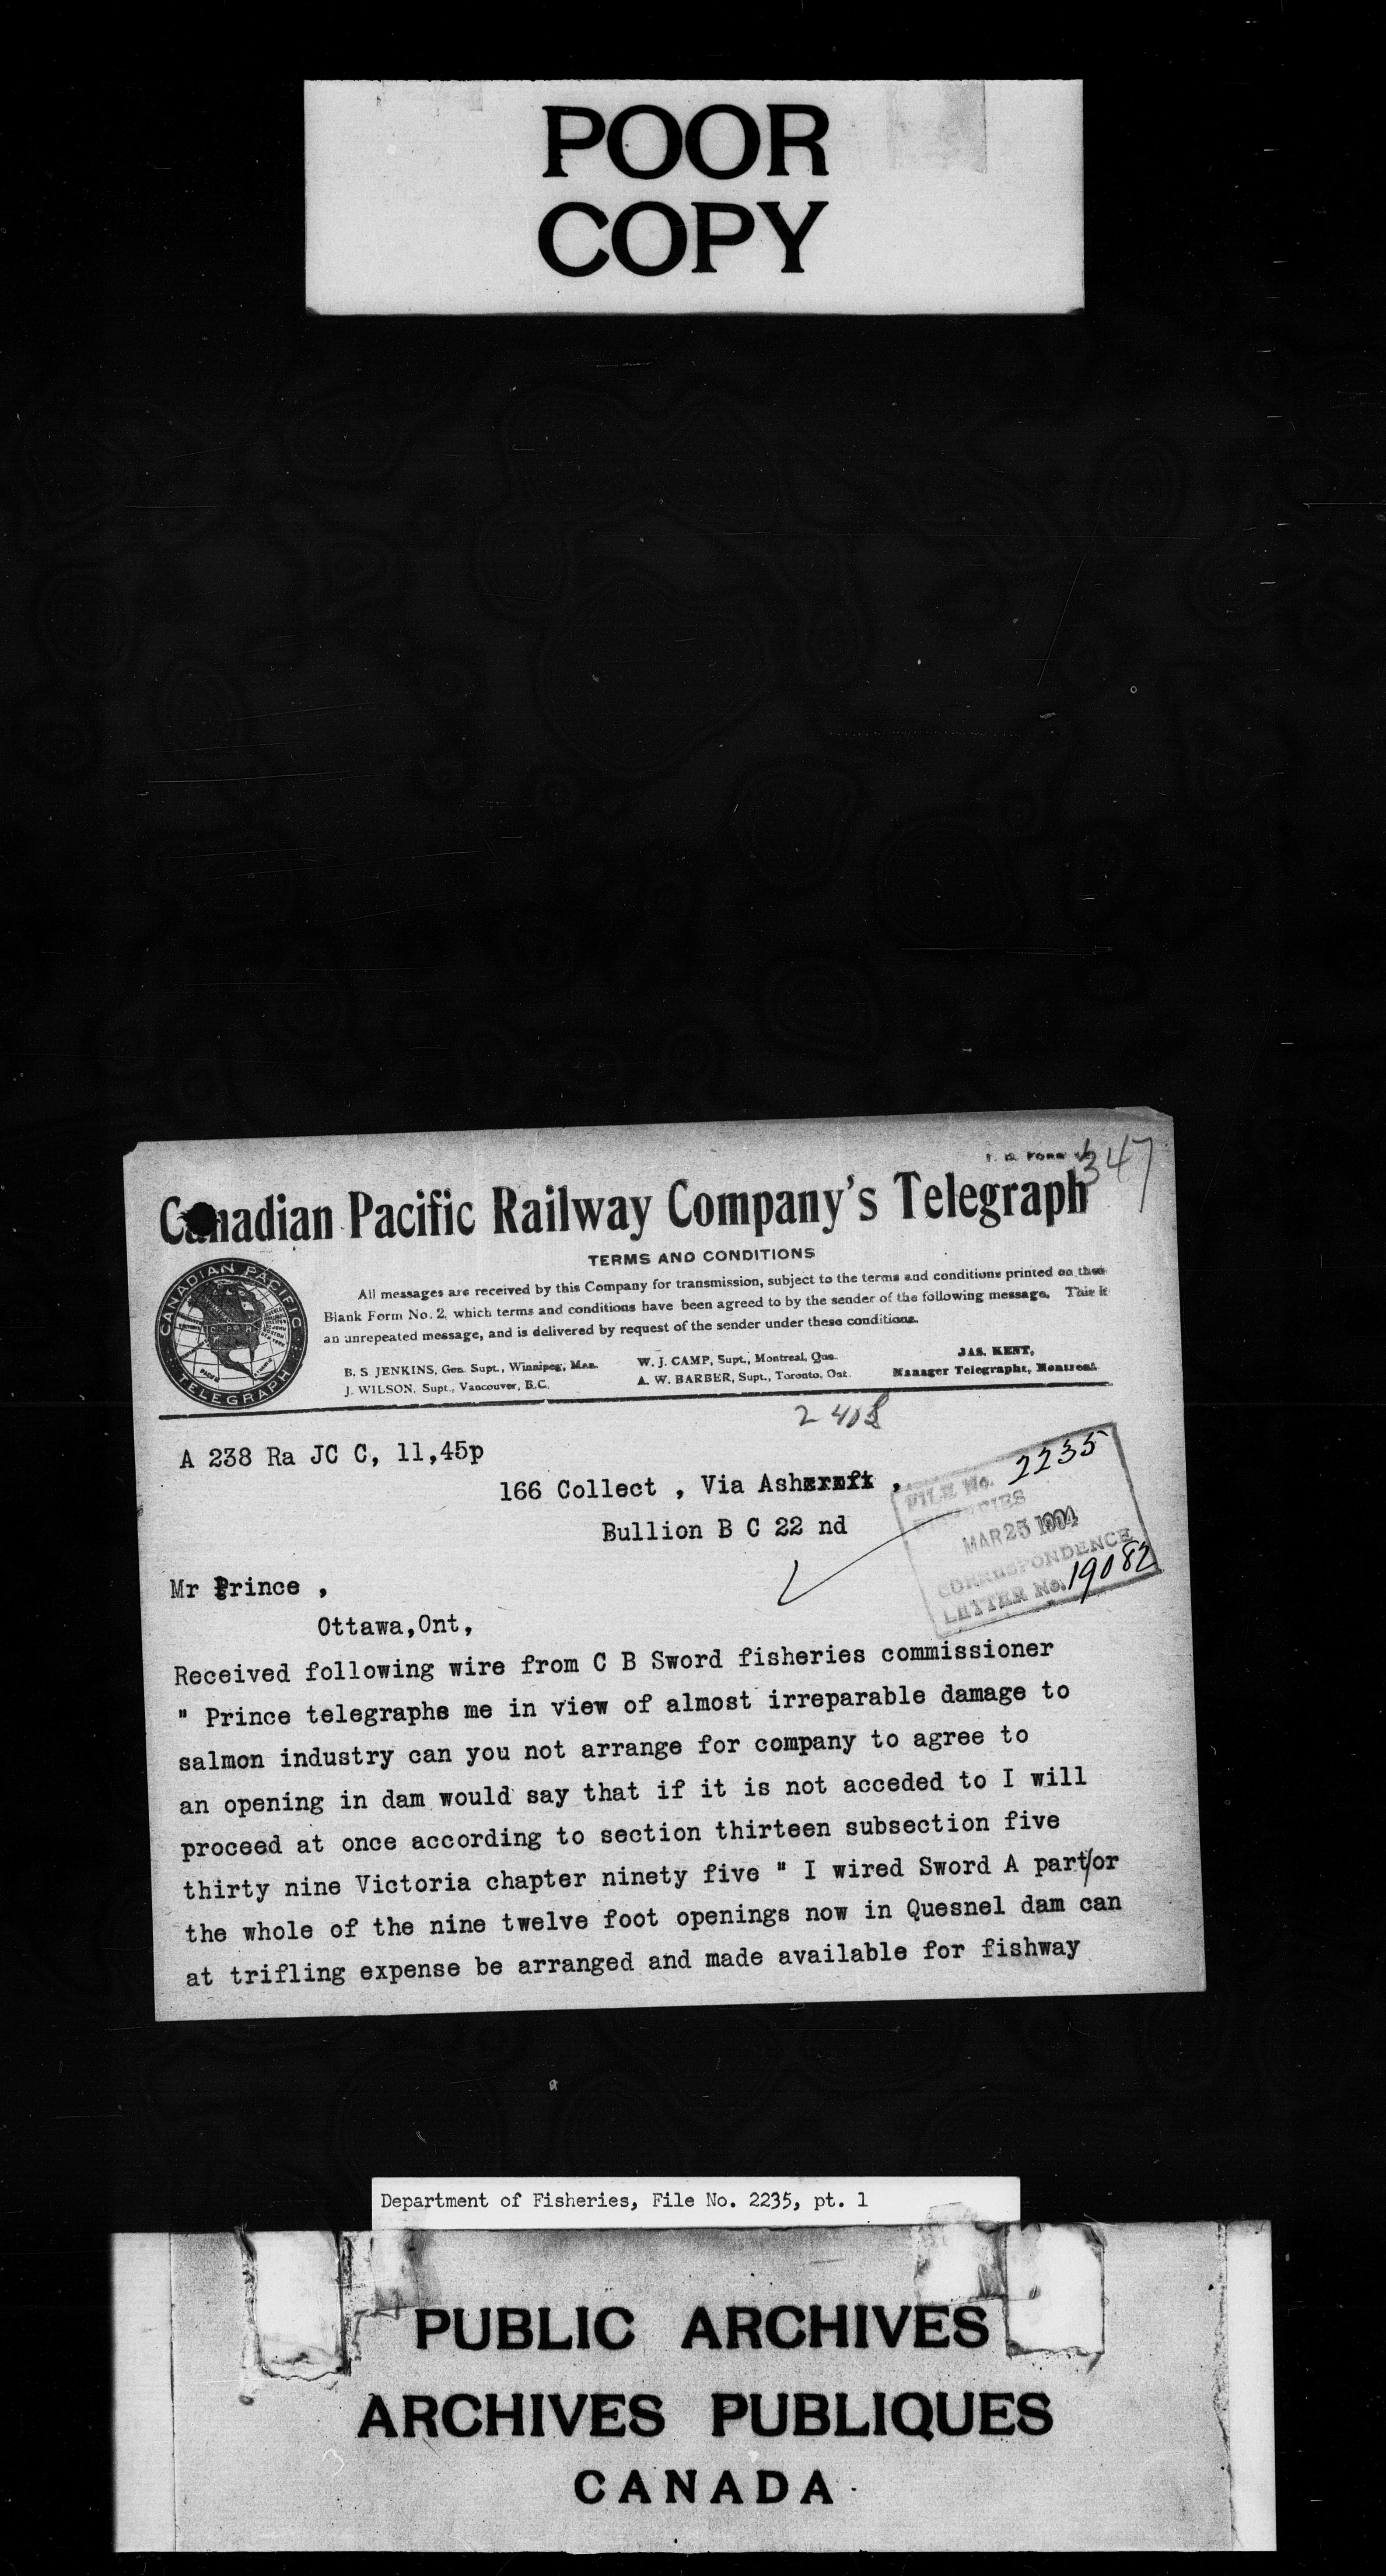 POOR
COPY
347
Canadian Pacific Railway Company's Telegraph
TERMS AND CONDITIONS
CANADIAN PACIFIC
TELEGRAPH
All messages are received by this Company for transmission, subject to the terms and conditions printed on their
Blank Form No. 2, which terms and conditions have been agreed to by the sender of the following message. This is
an unrepeated message, and is delivered by request of the sender under these conditions.
B. S. JENKINS, Gen. Supt., Winnipeg, Man.
J. WILSON, Supt., Vancouver, B.C.
W. J. CAMP, Supt., Montreal, Que.
A. W. BARBER, Supt., Toronto, Ont.
JAS. KENT,
Manager Telegraphs, Montreal.
A 238 Ra JC C, 11,45p
166 Collect , Via Ashcroft ,
Bullion B C 22 nd
FILE No. 2235
FISHERIES
MAR 23 1904
CORRESPONDENCE
LETTER No. 19082
Mr Prince ,
Ottawa,Ont,
Received following wire from C B Sword fisheries commissioner
" Prince telegraphs me in view of almost irreparable damage to
salmon industry can you not arrange for company to agree to
an opening in dam would say that if it is not acceded to I will
proceed at once according to section thirteen subsection five
thirty nine Victoria chapter ninety five " I wired Sword A part/or
the whole of the nine twelve foot openings now in Quesnel dam can
at trifling expense be arranged and made available for fishway
Department of Fisheries, File No. 2235, pt. 1
PUBLIC ARCHIVES
ARCHIVES PUBLIQUES
CANADA